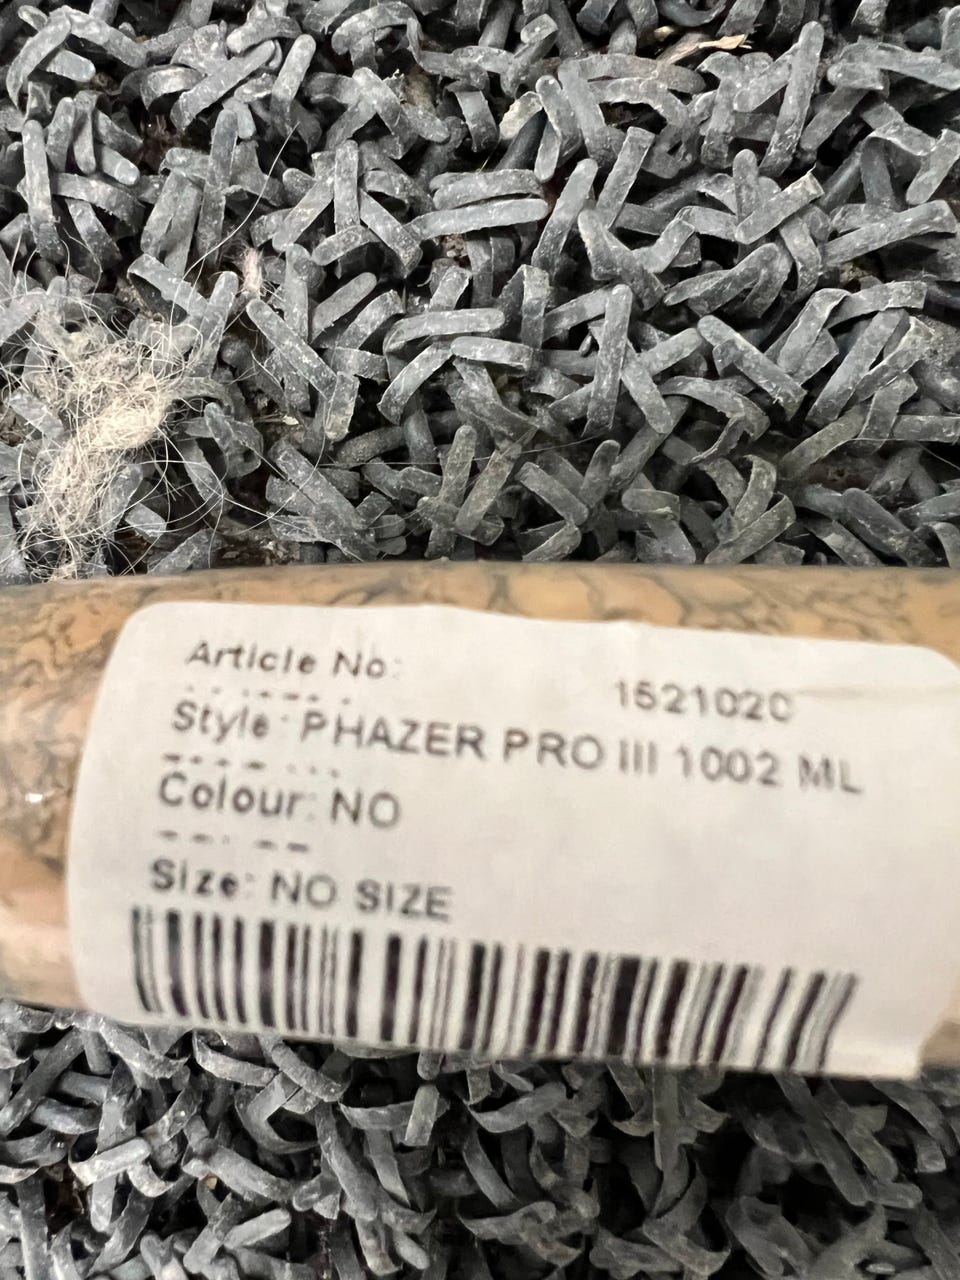 Article No: 1521020
Style: PHAZER PRO III 1002 ML
Colour: NO
Size: NO SIZE